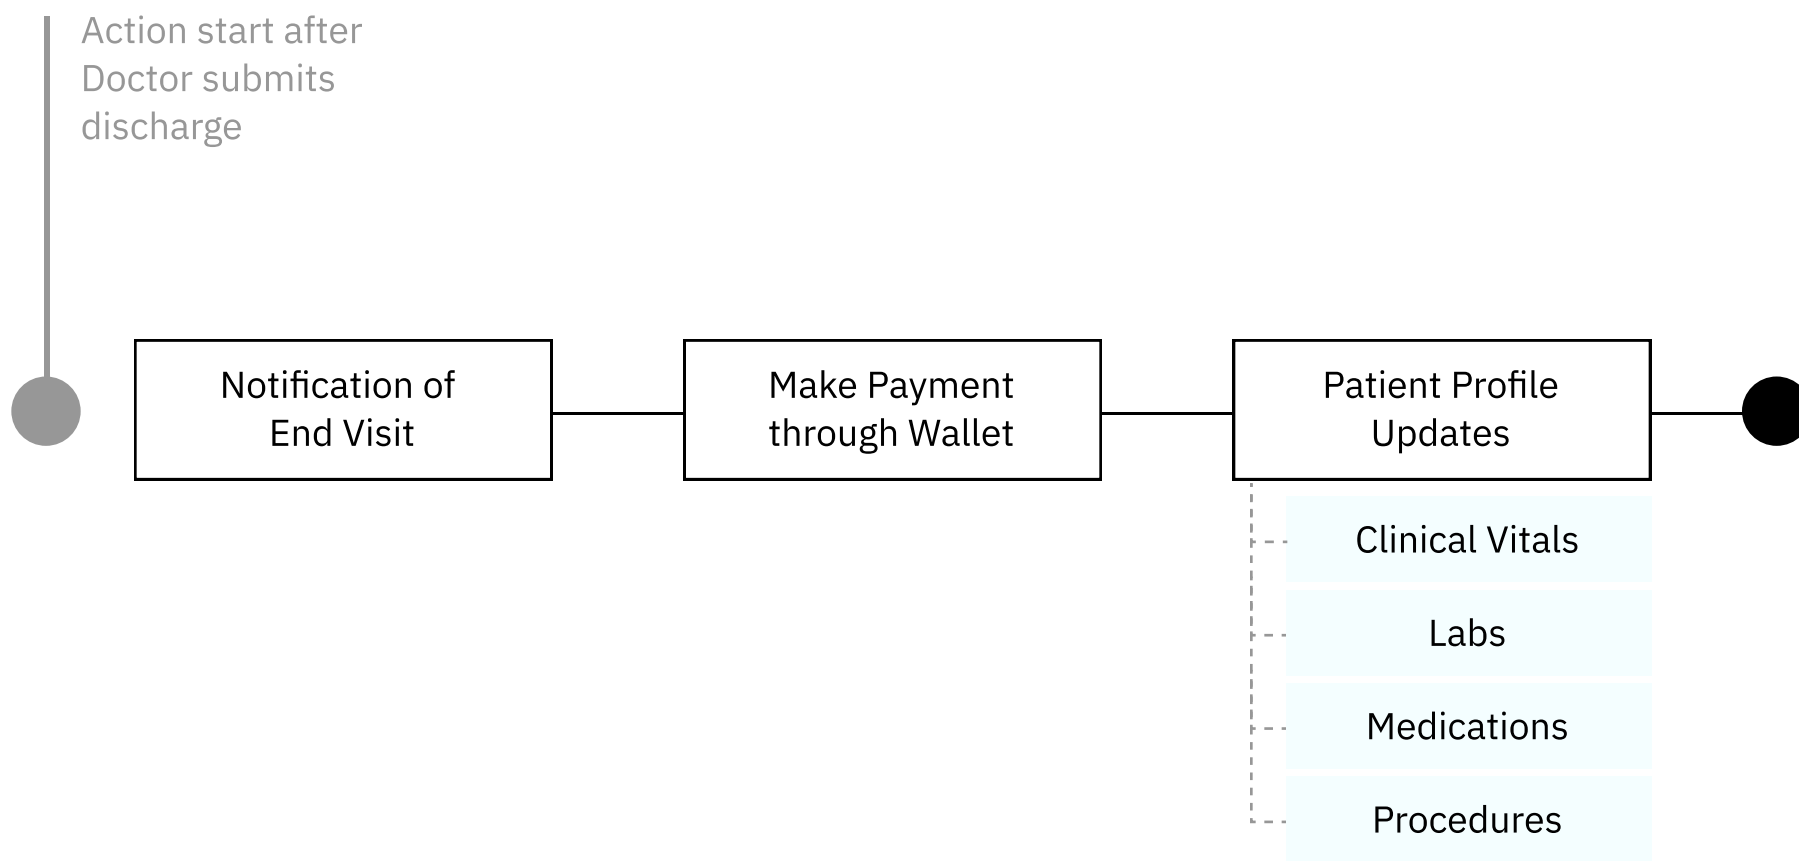 Action start after
Doctor submits
discharge
Notification of
End Visit
Make Payment
through Wallet
Patient Profile
Updates
Clinical Vitals
Labs
Medications
Procedures